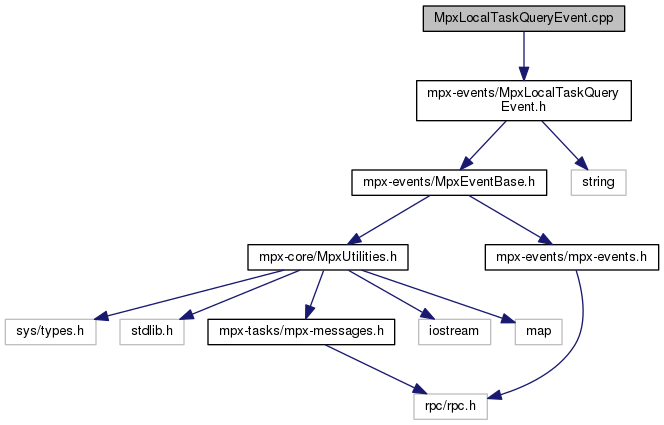 MpxLocalTaskQueryEvent.cpp
mpx-events/MpxLocalTaskQuery
Event.h
mpx-events/MpxEventBase.h
string
mpx-core/MpxUtilities.h
mpx-events/mpx-events.h
sys/types.h
stdlib.h
mpx-tasks/mpx-messages.h
iostream
map
rpc/rpc.h